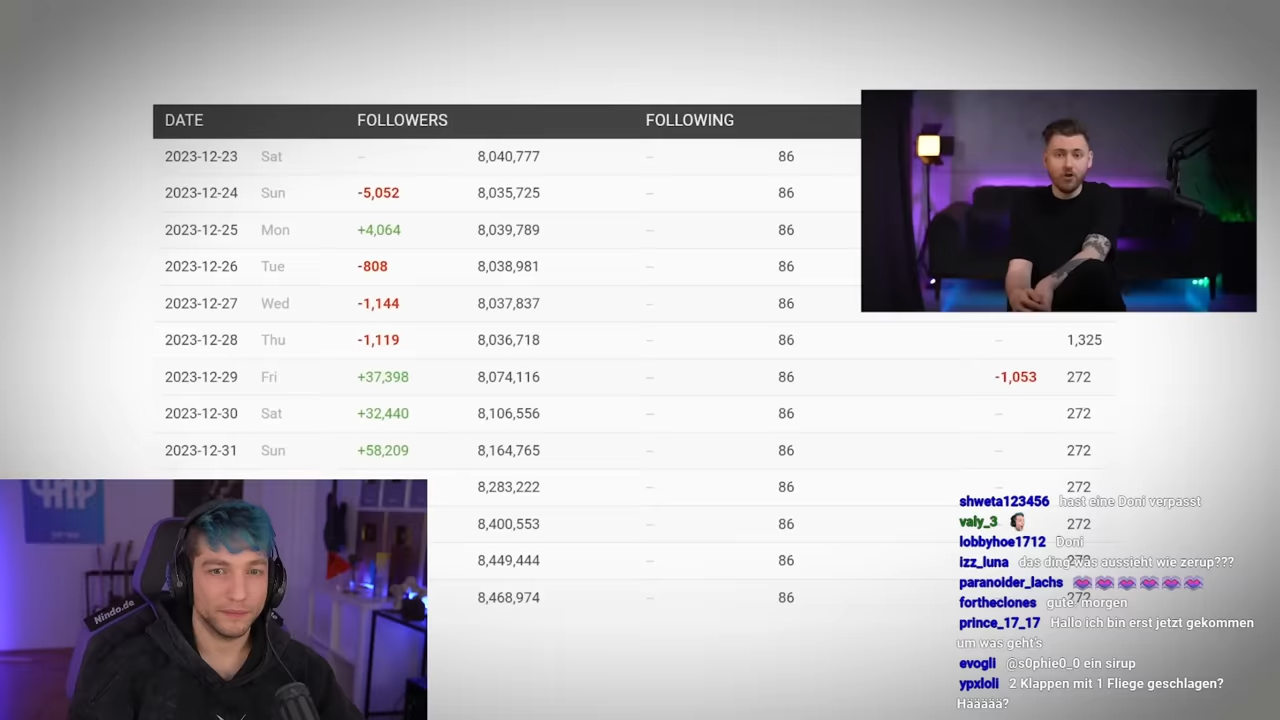 DATE FOLLOWERS FOLLOWING
2023-12-23 Sat – 8,040,777 – 86
2023-12-24 Sun -5,052 8,035,725 – 86
2023-12-25 Mon +4,064 8,039,789 – 86
2023-12-26 Tue -808 8,038,981 – 86
2023-12-27 Wed -1,144 8,037,837 – 86
2023-12-28 Thu -1,119 8,036,718 – 86 – 1,325
2023-12-29 Fri +37,398 8,074,116 – 86 -1,053 272
2023-12-30 Sat +32,440 8,106,556 – 86 – 272
2023-12-31 Sun +58,209 8,164,765 – 86 – 272
8,283,222 – 86 – 272
8,400,553 – 86 272
8,449,444 – 86 272
8,468,974 – 86 272
Nindo.de
shweta123456 hast eine Doni verpasst
valy_3
lobbyhoe1712 Doni
izz_luna das ding was aussieht wie zerup???
paranoider_lachs
fortheclones gute morgen
prince_17_17 Hallo ich bin erst jetzt gekommen
um was geht's
evogli @s0phie0_0 ein sirup
ypxloli 2 Klappen mit 1 Fliege geschlagen?
Häääää?